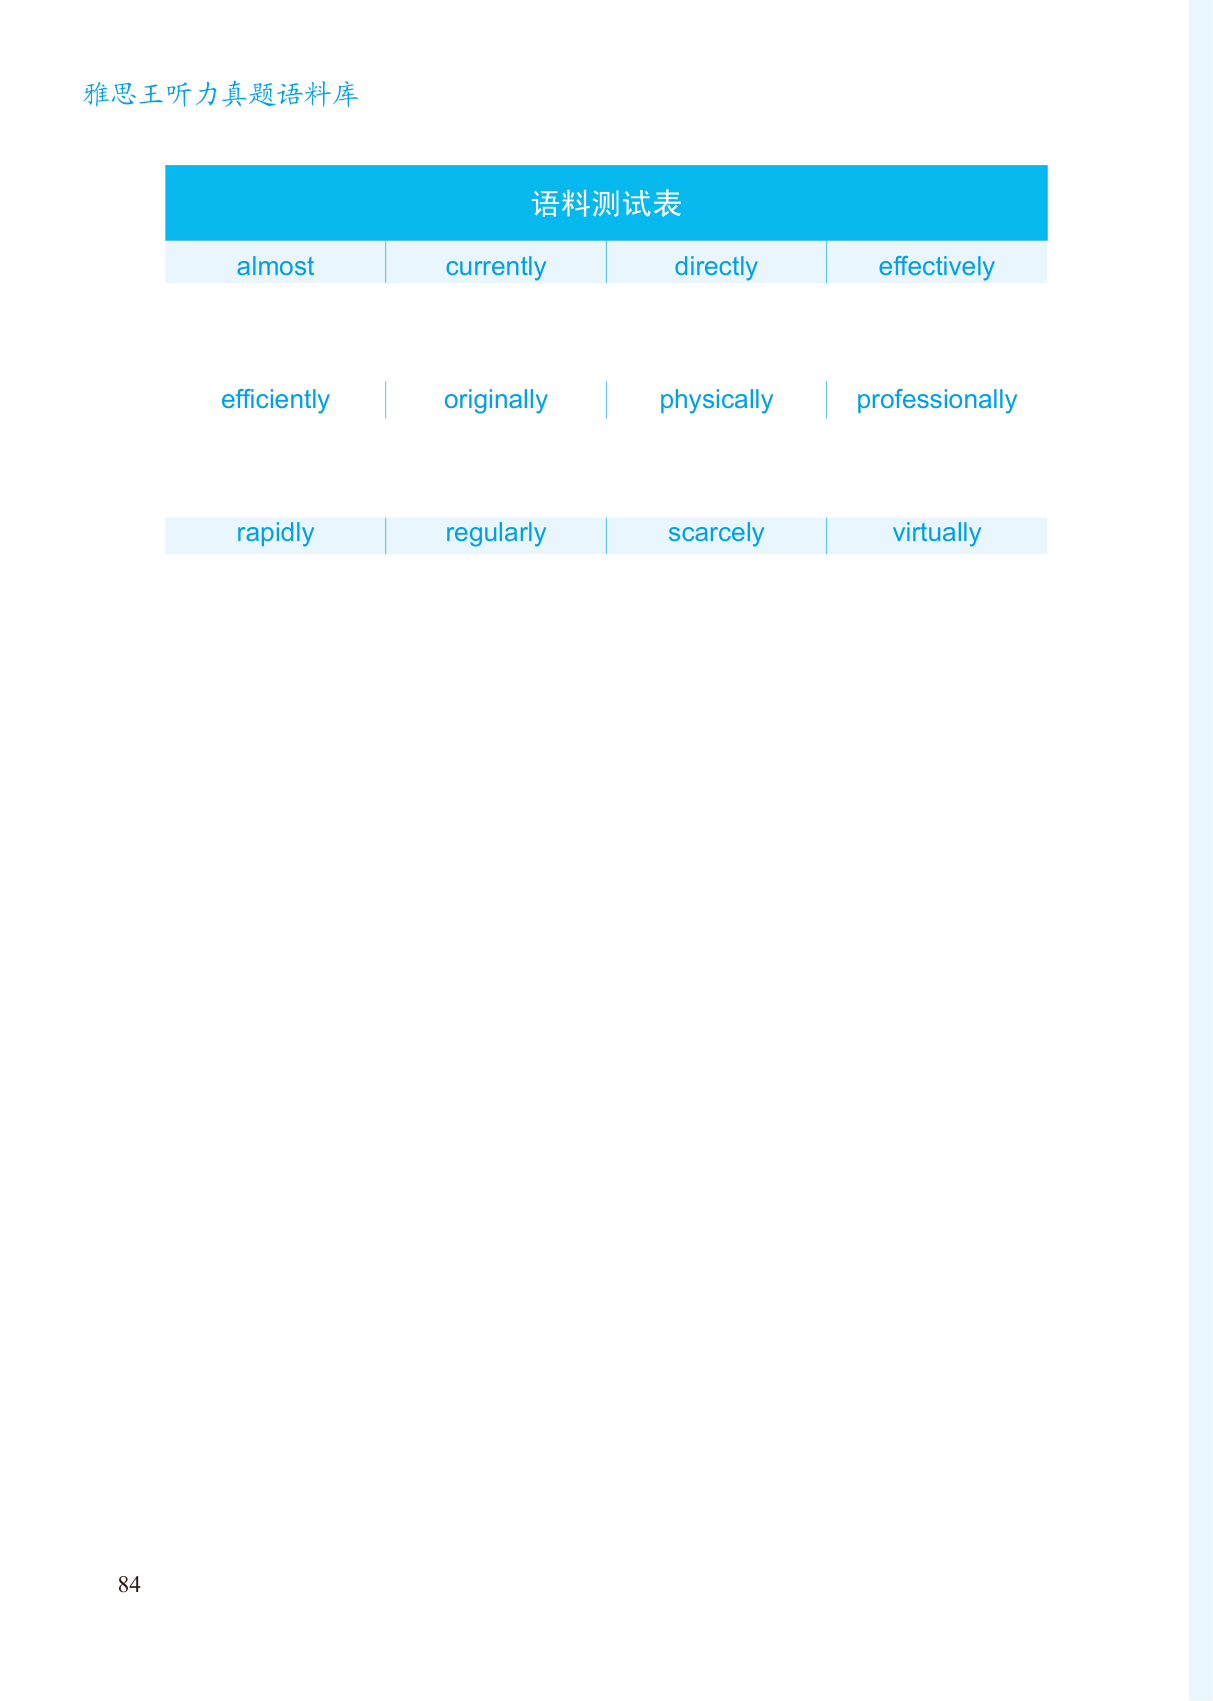 雅思王听力真题语料库
语料测试表
almost currently directly effectively
efficiently originally physically professionally
rapidly regularly scarcely virtually
84